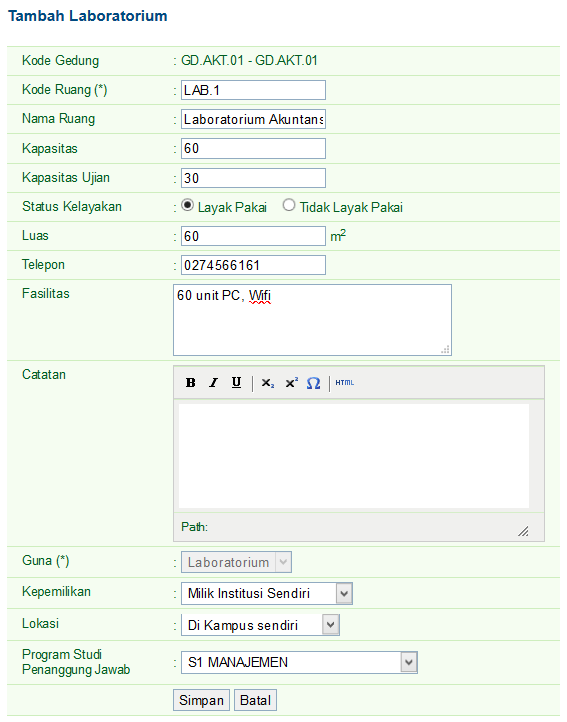 Tambah Laboratorium
Kode Gedung : GD.AKT.01 - GD.AKT.01
Kode Ruang (*) : LAB.1
Nama Ruang : Laboratorium Akuntans
Kapasitas : 60
Kapasitas Ujian : 30
Status Kelayakan : Layak Pakai Tidak Layak Pakai
Luas : 60 m²
Telepon : 0274566161
Fasilitas 60 unit PC, Wifi
Catatan B I U x₂ x² Ω HTML
Path:
Guna (*) : Laboratorium
Kepemilikan : Milik Institusi Sendiri
Lokasi : Di Kampus sendiri
Program Studi
Penanggung Jawab : S1 MANAJEMEN
Simpan Batal